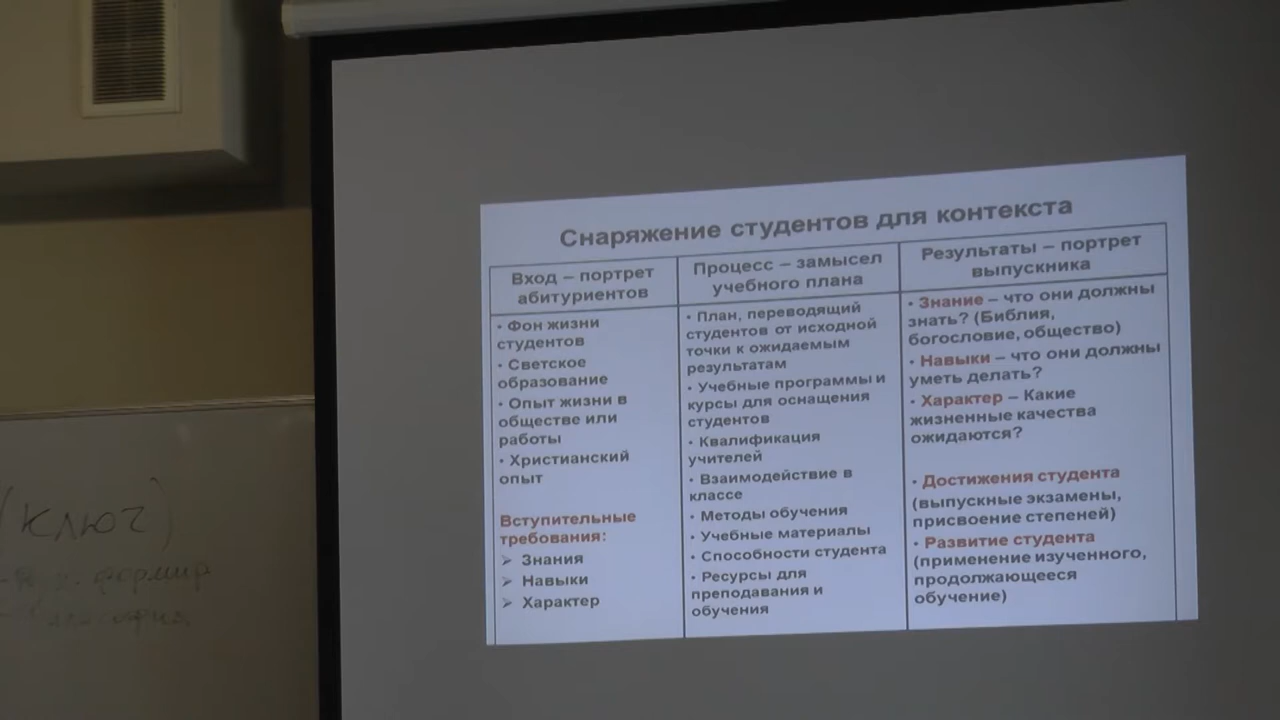 Снаряжение студентов для контекста
Вход – портрет
абитуриентов
Процесс – замысел
учебного плана
Результаты – портрет
выпускника
• Фон жизни
студентов
• Светское
образование
• Опыт жизни в
обществе или
работы
• Христианский
опыт
Вступительные
требования:
➢ Знания
➢ Навыки
➢ Характер
• План, переводящий
студентов от исходной
точки к ожидаемым
результатам
• Учебные программы и
курсы для оснащения
студентов
• Квалификация
учителей
• Взаимодействие в
классе
• Методы обучения
• Учебные материалы
• Способности студента
• Ресурсы для
преподавания и
обучения
• Знание – что они должны
знать? (Библия,
богословие, общество)
• Навыки – что они должны
уметь делать?
• Характер – Какие
жизненные качества
ожидаются?
• Достижения студента
(выпускные экзамены,
присвоение степеней)
• Развитие студента
(применение изученного,
продолжающееся
обучение)
(ключ)